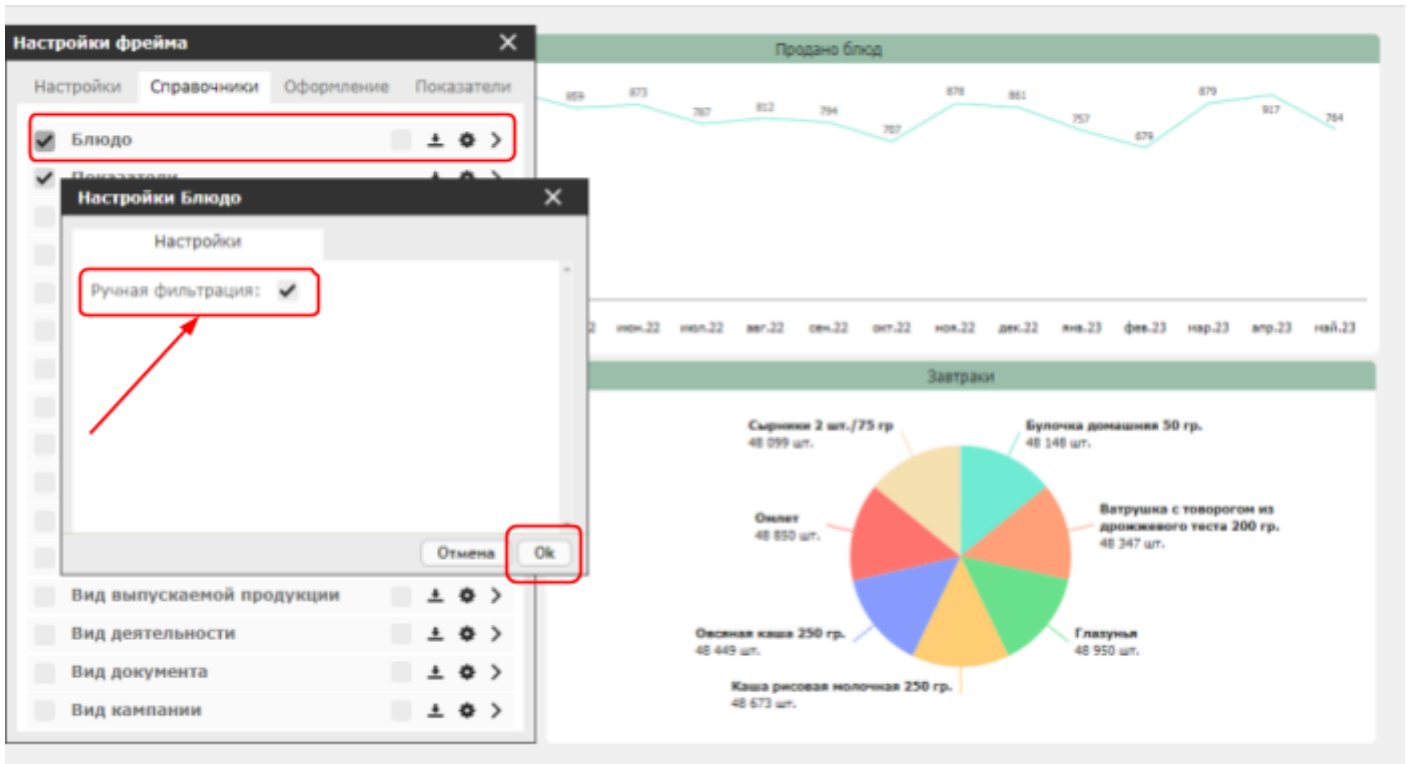 Настройки фрейма
Настройки Справочники Оформление Показатели
Блюдо
Показатели
Настройки Блюдо
Настройки
Ручная фильтрация:
Отмена Ok
Вид выпускаемой продукции
Вид деятельности
Вид документа
Вид кампании
Продано блюд
859 873 767 812 794 707 878 861 757 679 879 917 764
2 июн.22 июл.22 авг.22 сен.22 окт.22 ноя.22 дек.22 янв.23 фев.23 мар.23 апр.23 май.23
Завтраки
Сырники 2 шт./75 гр
48 099 шт.
Булочка домашняя 50 гр.
48 148 шт.
Омлет
48 850 шт.
Ватрушка с товорогом из
дрожжевого теста 200 гр.
48 347 шт.
Овсяная каша 250 гр.
48 449 шт.
Глазунья
48 950 шт.
Каша рисовая молочная 250 гр.
48 673 шт.